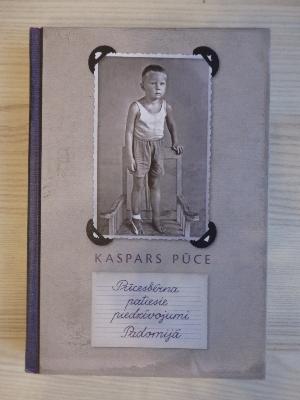 KASPARS PŪCE
Pūcesbērna
patiesie
piedzīvojumi
Padomijā